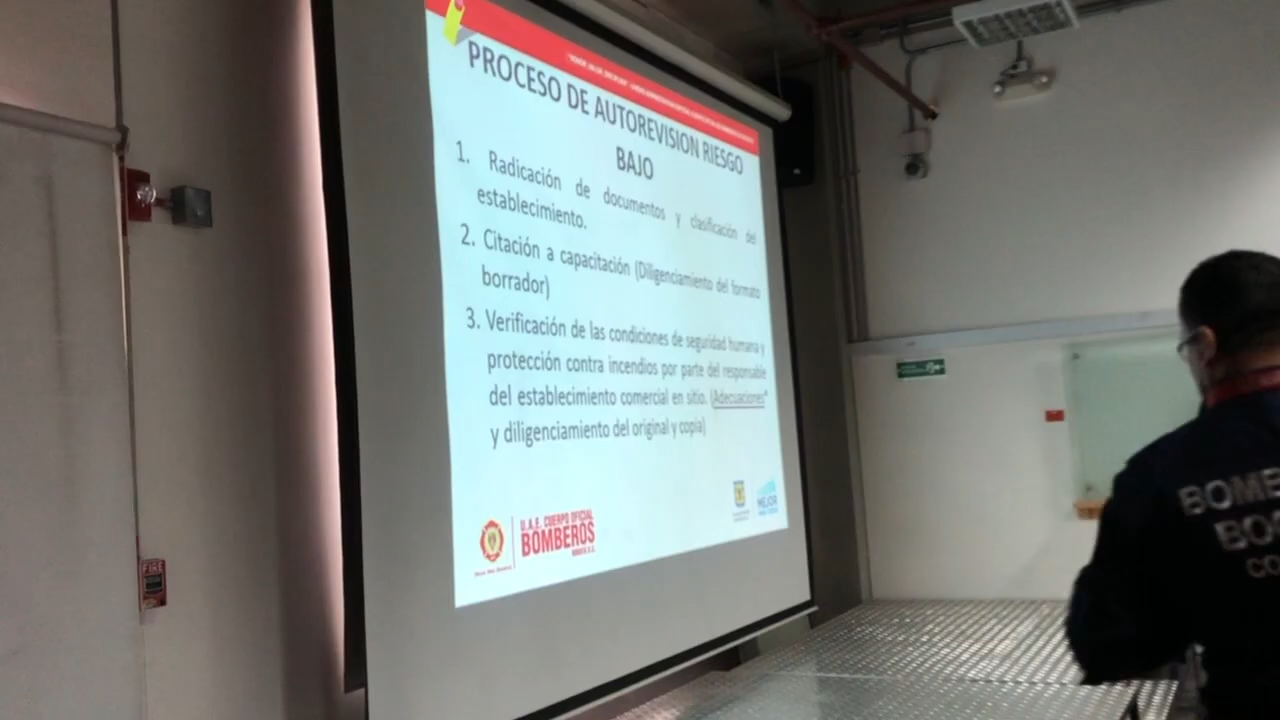 PROCESO DE AUTOREVISION RIESGO
BAJO
1. Radicación de documentos y clasificación del
establecimiento.
2. Citación a capacitación (Diligenciamiento del formato
borrador)
3. Verificación de las condiciones de seguridad humana y
protección contra incendios por parte del responsable
del establecimiento comercial en sitio. (Adecuaciones*
y diligenciamiento del original y copia)
U.A.E. CUERPO OFICIAL
BOMBEROS
MEJOR
FIRE
BOMB
BOG
CO